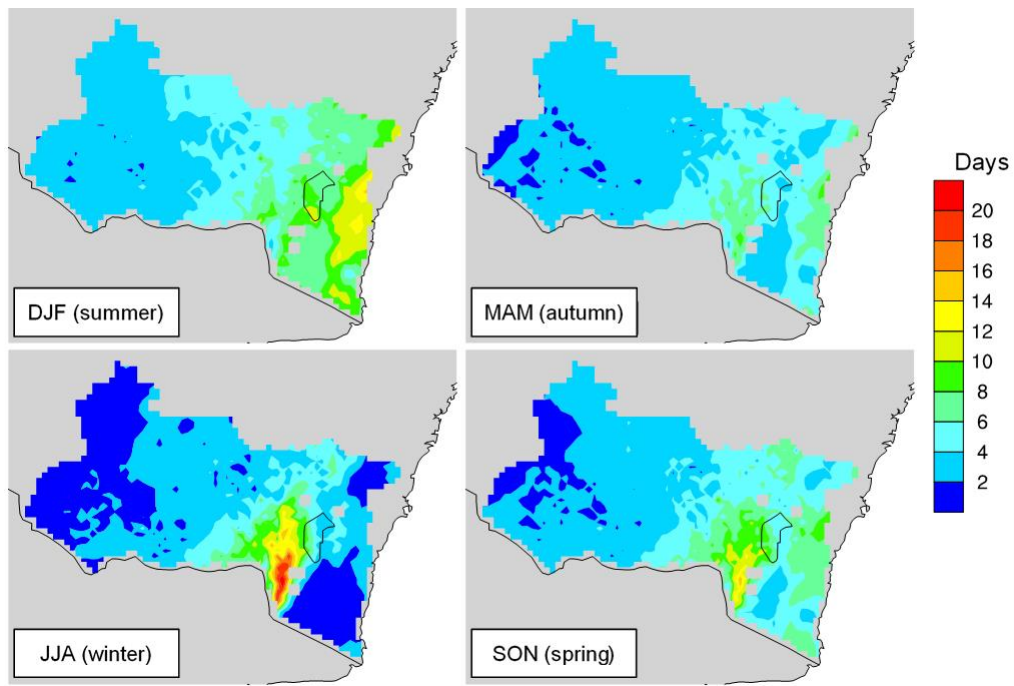 DJF (summer)
MAM (autumn)
Days
20
18
16
14
12
10
8
6
4
2
JJA (winter)
SON (spring)